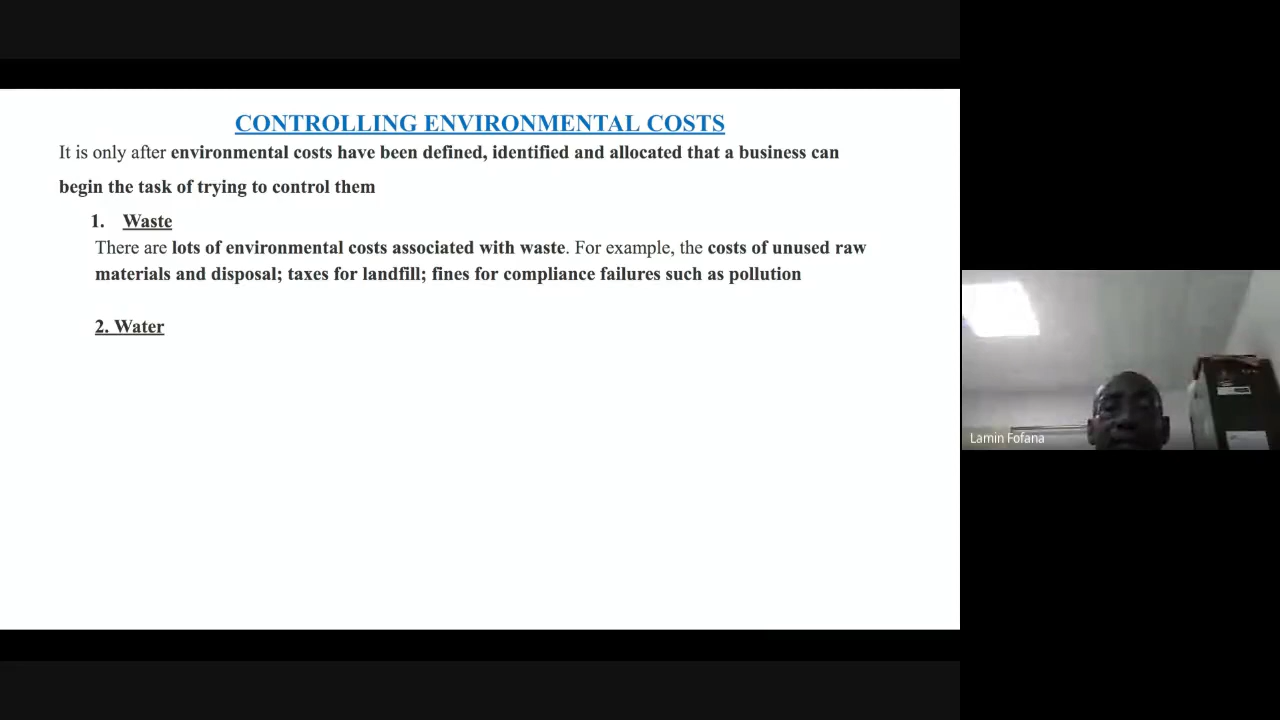 CONTROLLING ENVIRONMENTAL COSTS
It is only after environmental costs have been defined, identified and allocated that a business can
begin the task of trying to control them
1. Waste
There are lots of environmental costs associated with waste. For example, the costs of unused raw
materials and disposal; taxes for landfill; fines for compliance failures such as pollution
2. Water
Lamin Fofana